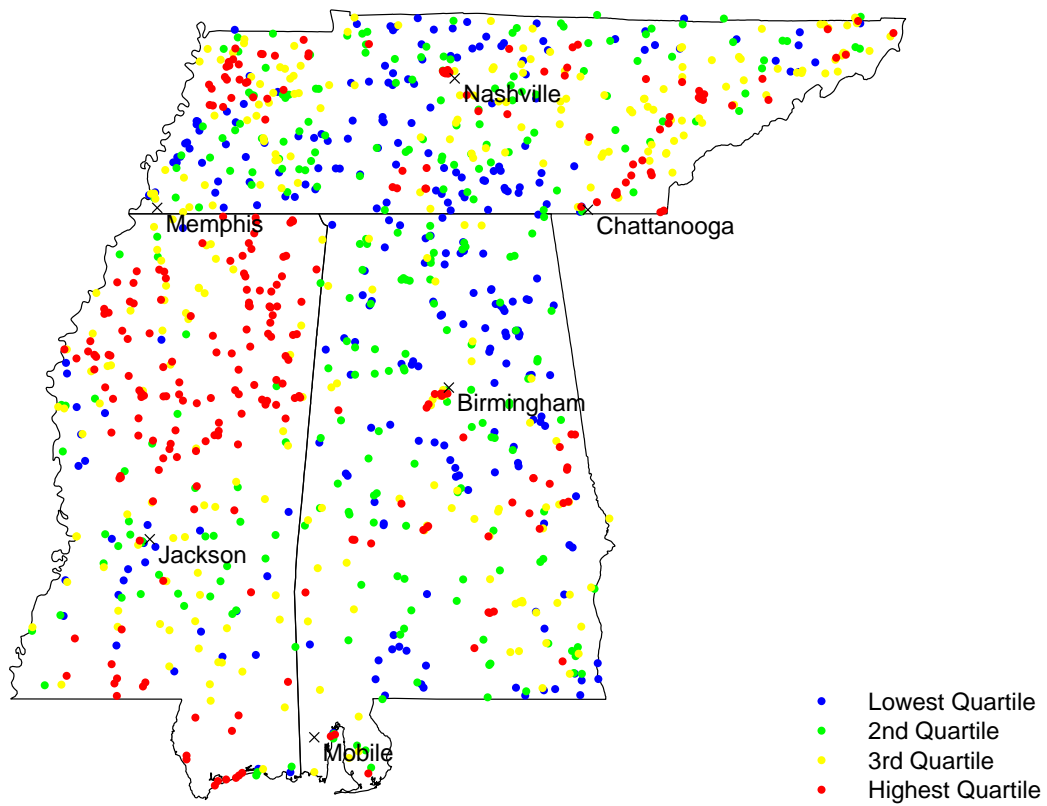 Nashville
Memphis
Chattanooga
Birmingham
Jackson
Mobile
Lowest Quartile
2nd Quartile
3rd Quartile
Highest Quartile